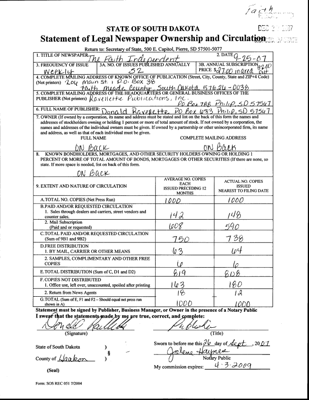 Faith
STATE OF SOUTH DAKOTA
Statement of Legal Newspaper Ownership and Circulation
Return to: Secretary of State, 500 E. Capitol, Pierre, SD 57501-5077
1. TITLE OF NEWSPAPER The Faith Independent
2. DATE 9-25-07
3. FREQUENCY OF ISSUE weekly
3A. NO. OF ISSUES PUBLISHED ANNUALLY 52
3B. ANNUAL SUBSCRIPTION PRICE
4. COMPLETE MAILING ADDRESS OF KNOWN OFFICE OF PUBLICATION (Street, City, County, State and ZIP+4 Code)
(Not printers) 204 Main St. P.O. Box 38
Faith Meade County South Dakota 57626-0038
5. COMPLETE MAILING ADDRESS OF THE HEADQUARTERS OR GENERAL BUSINESS OFFICES OF THE
PUBLISHER (Not printers) Ravellette Publications, Inc.
PO Box 788 Philip, SD 57567
6. FULL NAME OF PUBLISHER: Donald Ravellette, PO Box 633 Philip, SD 57567
7. OWNER (If owned by a corporation, its name and address must be stated and list on the back of this form the names and
addresses of stockholders owning or holding 1 percent or more of total amount of stock. If not owned by a corporation, the
names and addresses of the individual owners must be given. If owned by a partnership or other unincorporated firm, its name
and address, as well as that of each individual must be given.
FULL NAME COMPLETE MAILING ADDRESS
ON Back ON Back
8. KNOWN BONDHOLDERS, MORTGAGES, AND OTHER SECURITY HOLDERS OWNING OR HOLDING 1
PERCENT OR MORE OF TOTAL AMOUNT OF BONDS, MORTGAGES OR OTHER SECURITIES (If there are none, so
state. If more space is needed, list on back of this form.
ON Back
9. EXTENT AND NATURE OF CIRCULATION
AVERAGE NO. COPIES EACH ISSUED PRECEDING 12 MONTHS
ACTUAL NO. COPIES ISSUED NEAREST TO FILING DATE
A. TOTAL NO. COPIES (Net Press Run) 1000 1000
B. PAID AND/OR REQUESTED CIRCULATION
1. Sales through dealers and carriers, street vendors and
counter sales. 142 148
2. Mail Subscription
(Paid and or requested) 608 590
C. TOTAL PAID AND/OR REQUESTED CIRCULATION
(Sum of 9B1 and 9B2) 750 738
D. FREE DISTRIBUTION
1. BY MAIL, CARRIER OR OTHER MEANS 63 64
2. SAMPLES, COMPLIMENTARY AND OTHER FREE
COPIES 6 6
E. TOTAL DISTRIBUTION (Sum of C, D1 and D2) 819 808
F. COPIES NOT DISTRIBUTED
1. Office use, left over, unaccounted, spoiled after printing 163 180
2. Return from News Agents 18 12
G. TOTAL (Sum of E, F1 and F2 - Should equal net press run
shown in A) 1000 1000
Statement must be signed by Publisher, Business Manager, or Owner in the presence of a Notary Public
I swear that the statements made by me are true, correct, and complete:
(Signature) (Title)
State of South Dakota )
County of Haakon )
§
Sworn to before me this 26 day of Sept, 2007
Notary Public
(Seal)
My commission expires: 4-3-2009
Form: SOS REC 051 7/2004